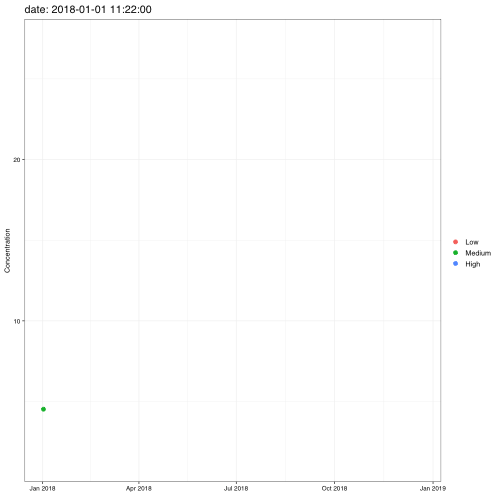 date: 2018-01-01 11:22:00
Concentration
20
10
Jan 2018
Apr 2018
Jul 2018
Oct 2018
Jan 2019
Low
Medium
High